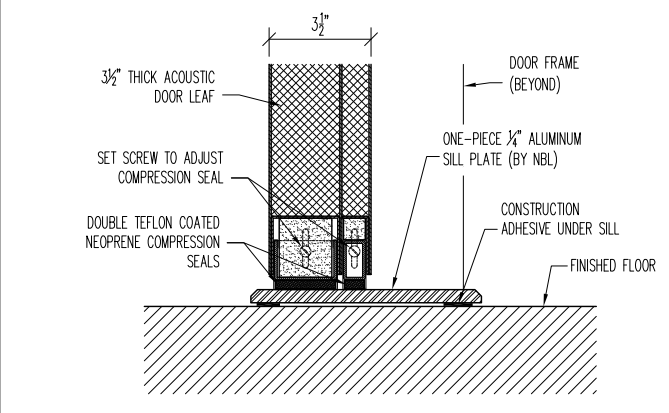 3½"
3½" THICK ACOUSTIC
DOOR LEAF
DOOR FRAME
(BEYOND)
ONE-PIECE ¼" ALUMINUM
SILL PLATE (BY NBL)
SET SCREW TO ADJUST
COMPRESSION SEAL
DOUBLE TEFLON COATED
NEOPRENE COMPRESSION
SEALS
CONSTRUCTION
ADHESIVE UNDER SILL
FINISHED FLOOR